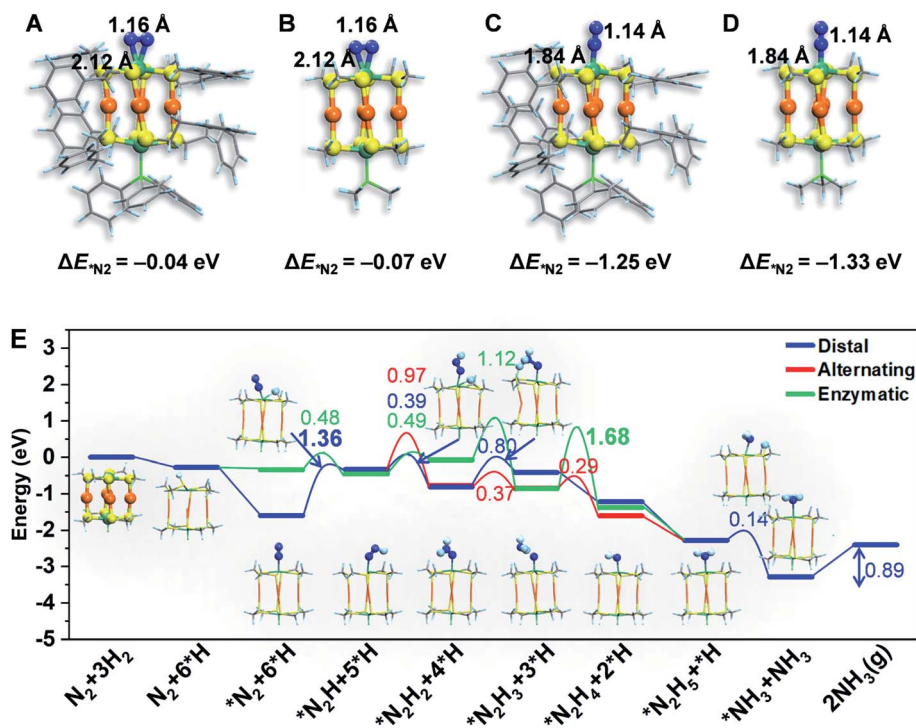 A
B
C
D
1.16 Å
2.12 Å
1.16 Å
2.12 Å
1.14 Å
1.84 Å
1.14 Å
1.84 Å
ΔE*N2 = –0.04 eV
ΔE*N2 = –0.07 eV
ΔE*N2 = –1.25 eV
ΔE*N2 = –1.33 eV
E
Energy (eV)
3
2
1
0
-1
-2
-3
-4
-5
Distal
Alternating
Enzymatic
0.48
1.36
0.97
0.39
0.49
1.12
0.80
0.37
1.68
0.29
0.14
0.89
N2+3H2
N2+6*H
*N2+6*H
*N2H+5*H
*N2H2+4*H
*N2H3+3*H
*N2H4+2*H
*N2H5+*H
*NH3+NH3
2NH3(g)